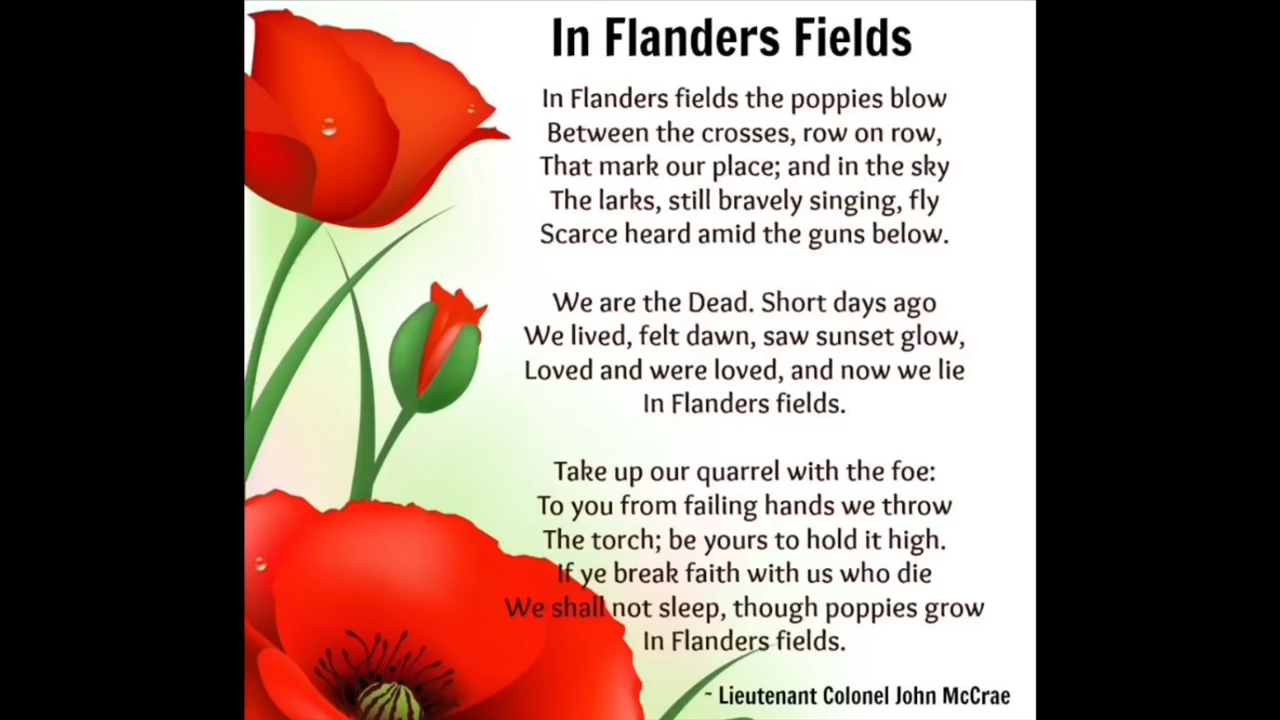 In Flanders Fields
In Flanders fields the poppies blow
Between the crosses, row on row,
That mark our place; and in the sky
The larks, still bravely singing, fly
Scarce heard amid the guns below.
We are the Dead. Short days ago
We lived, felt dawn, saw sunset glow,
Loved and were loved, and now we lie
In Flanders fields.
Take up our quarrel with the foe:
To you from failing hands we throw
The torch; be yours to hold it high.
If ye break faith with us who die
We shall not sleep, though poppies grow
In Flanders fields.
~ Lieutenant Colonel John McCrae